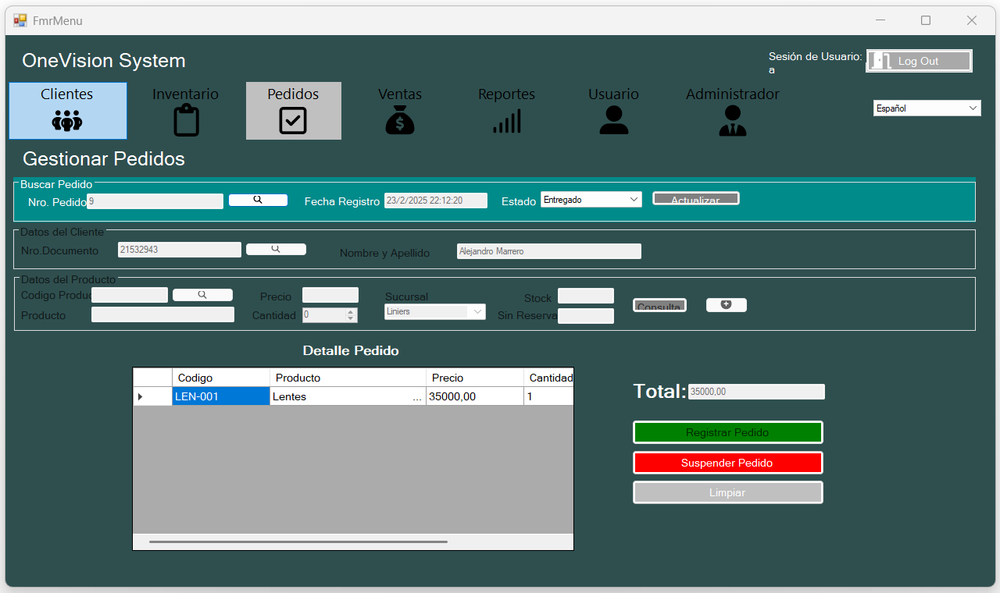 FmrMenu
OneVision System
Sesión de Usuario:
a
Log Out
Clientes
Inventario
Pedidos
Ventas
Reportes
Usuario
Administrador
Español
Gestionar Pedidos
Buscar Pedido
Nro. Pedido 9
Fecha Registro 23/2/2025 22:12:20
Estado Entregado
Actualizar
Datos del Cliente
Nro.Documento 21532943
Nombre y Apellido Alejandro Marrero
Datos del Producto
Codigo Produc
Precio
Sucursal
Stock
Consulta
Producto
Cantidad 0
Liniers
Sin Reserva
Detalle Pedido
Codigo Producto Precio Cantidad
LEN-001 Lentes ... 35000,00 1
Total: 35000,00
Registrar Pedido
Suspender Pedido
Limpiar